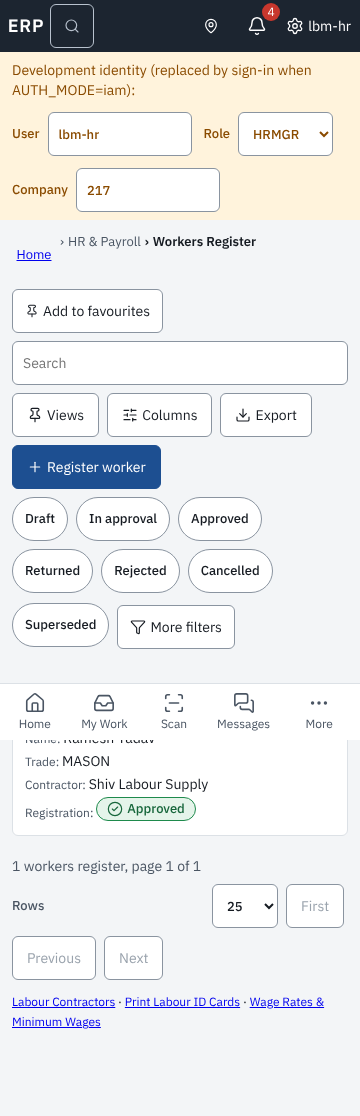 ERP
4
lbm-hr
Development identity (replaced by sign-in when
AUTH_MODE=iam):
User lbm-hr Role HRMGR
Company 217
Home › HR & Payroll › Workers Register
Add to favourites
Search
Views Columns Export
+ Register worker
Draft In approval Approved
Returned Rejected Cancelled
Superseded More filters
Home My Work Scan Messages More
Name: Ramesh Yadav
Trade: MASON
Contractor: Shiv Labour Supply
Registration: Approved
1 workers register, page 1 of 1
Rows 25 First
Previous Next
Labour Contractors · Print Labour ID Cards · Wage Rates &
Minimum Wages